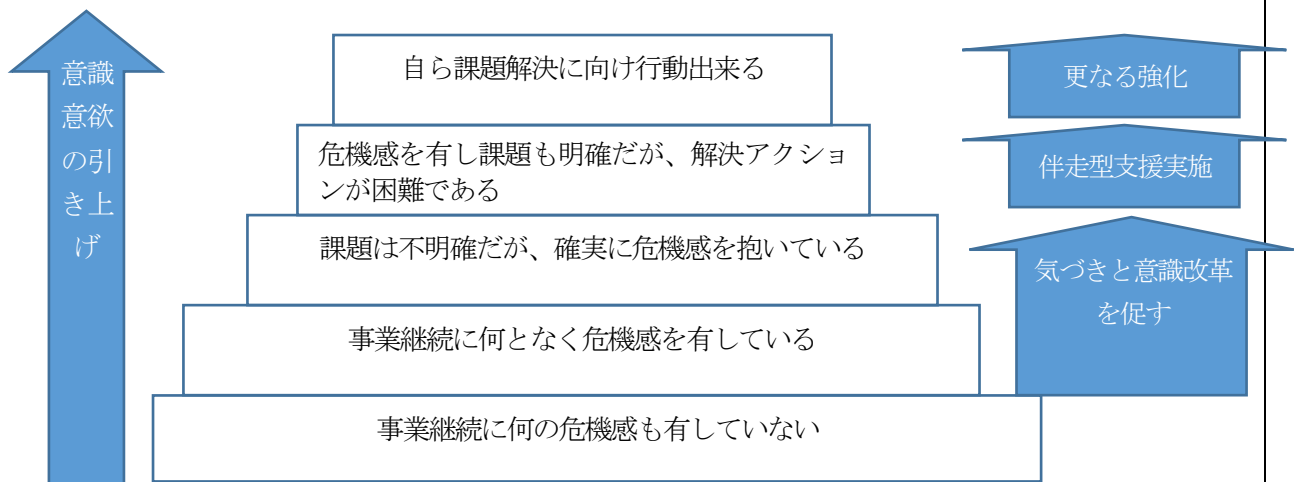 意識
意欲
の引
き上
げ
自ら課題解決に向け行動出来る
危機感を有し課題も明確だが、解決アクショ
ンが困難である
課題は不明確だが、確実に危機感を抱いている
事業継続に何となく危機感を有している
事業継続に何の危機感も有していない
更なる強化
伴走型支援実施
気づきと意識改革
を促す